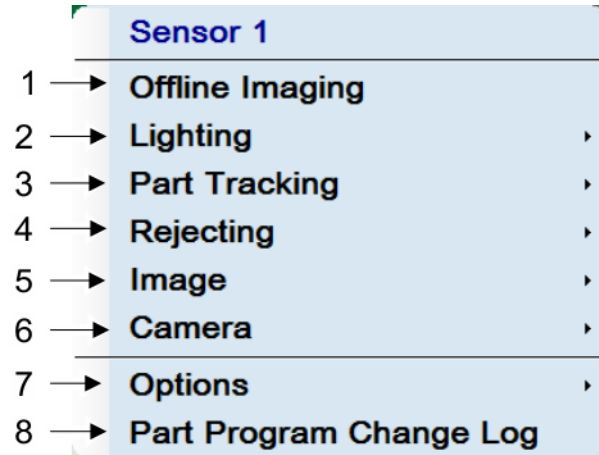 Sensor 1
1 Offline Imaging
2 Lighting
3 Part Tracking
4 Rejecting
5 Image
6 Camera
7 Options
8 Part Program Change Log